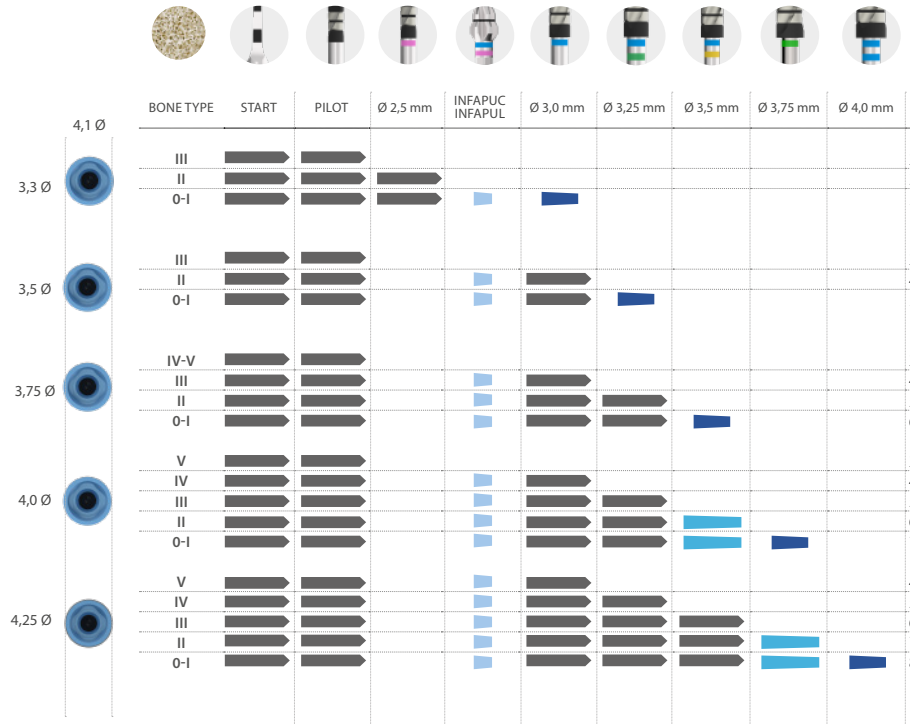 BONE TYPE START PILOT Ø 2,5 mm INFAPUC INFAPUL Ø 3,0 mm Ø 3,25 mm Ø 3,5 mm Ø 3,75 mm Ø 4,0 mm
4,1 Ø
3,3 Ø
III
II
0-I
3,5 Ø
III
II
0-I
3,75 Ø
IV-V
III
II
0-I
4,0 Ø
V
IV
III
II
0-I
4,25 Ø
V
IV
III
II
0-I